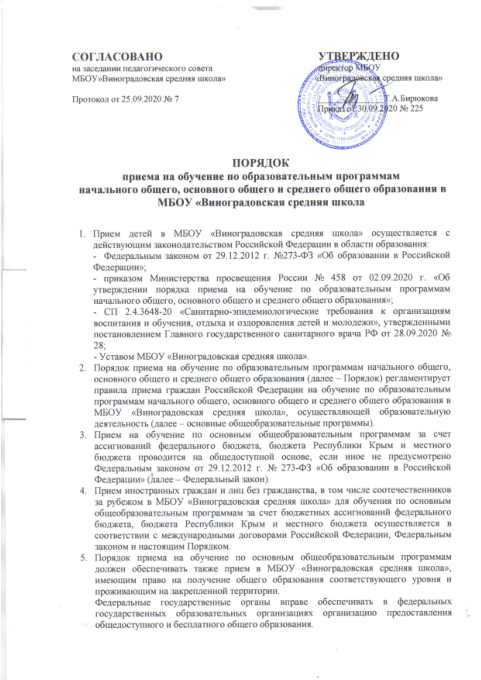 СОГЛАСОВАНО
на заседании педагогического совета
МБОУ»Виноградовская средняя школа»
Протокол от 25.09.2020 № 7
УТВЕРЖДЕНО
директор МБОУ
«Виноградовская средняя школа»
Т.А.Бирюкова
Приказ от 30.09.2020 № 225
ПОРЯДОК
приема на обучение по образовательным программам
начального общего, основного общего и среднего общего образования в
МБОУ «Виноградовская средняя школа
1. Прием детей в МБОУ «Виноградовская средняя школа» осуществляется с
действующим законодательством Российской Федерации в области образования:
- Федеральным законом от 29.12.2012 г. №273-ФЗ «Об образовании в Российской
Федерации»;
- приказом Министерства просвещения России № 458 от 02.09.2020 г. «Об
утверждении порядка приема на обучение по образовательным программам
начального общего, основного общего и среднего общего образования»;
- СП 2.4.3648-20 «Санитарно-эпидемиологические требования к организациям
воспитания и обучения, отдыха и оздоровления детей и молодежи», утвержденными
постановлением Главного государственного санитарного врача РФ от 28.09.2020 №
28;
- Уставом МБОУ «Виноградовская средняя школа».
2. Порядок приема на обучение по образовательным программам начального общего,
основного общего и среднего общего образования (далее – Порядок) регламентирует
правила приема граждан Российской Федерации на обучение по образовательным
программам начального общего, основного общего и среднего общего образования в
МБОУ «Виноградовская средняя школа», осуществляющей образовательную
деятельность (далее – основные общеобразовательные программы).
3. Прием на обучение по основным общеобразовательным программам за счет
ассигнований федерального бюджета, бюджета Республики Крым и местного
бюджета проводится на общедоступной основе, если иное не предусмотрено
Федеральным законом от 29.12.2012 г. № 273-ФЗ «Об образовании в Российской
Федерации» (далее – Федеральный закон).
4. Прием иностранных граждан и лиц без гражданства, в том числе соотечественников
за рубежом в МБОУ «Виноградовская средняя школа» для обучения по основным
общеобразовательным программам за счет бюджетных ассигнований федерального
бюджета, бюджета Республики Крым и местного бюджета осуществляется в
соответствии с международными договорами Российской Федерации, Федеральным
законом и настоящим Порядком.
5. Порядок приема на обучение по основным общеобразовательным программам
должен обеспечивать также прием в МБОУ «Виноградовская средняя школа»,
имеющим право на получение общего образования соответствующего уровня и
проживающим на закрепленной территории.
Федеральные государственные органы вправе обеспечивать в федеральных
государственных образовательных организациях организацию предоставления
общедоступного и бесплатного общего образования.